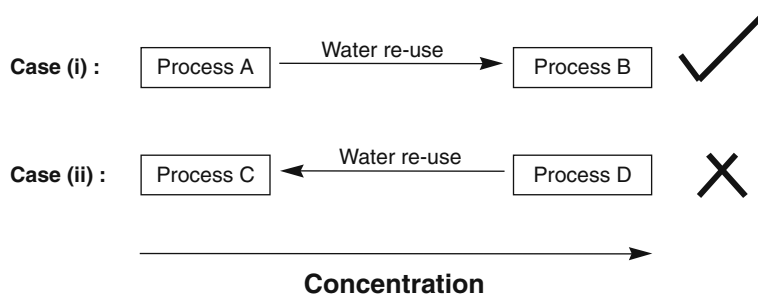 Case (i) : Process A Water re-use Process B
Case (ii) : Process C Water re-use Process D
Concentration